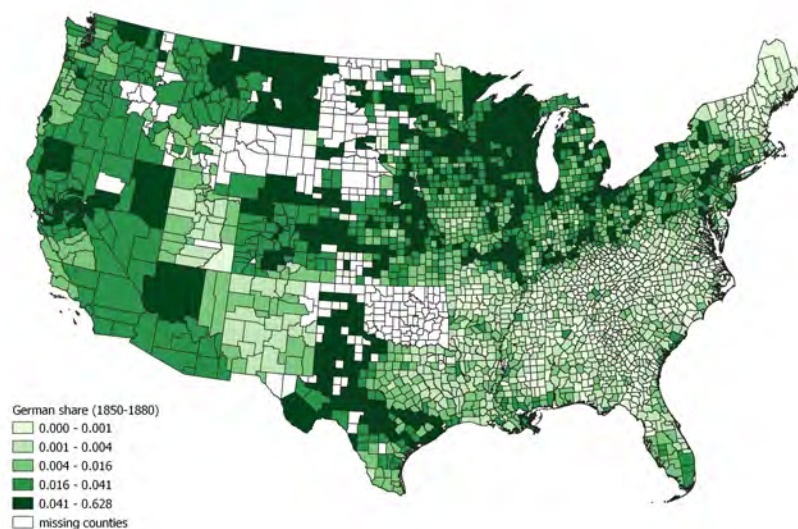 German share (1850-1880)
0.000 - 0.001
0.001 - 0.004
0.004 - 0.016
0.016 - 0.041
0.041 - 0.628
missing counties